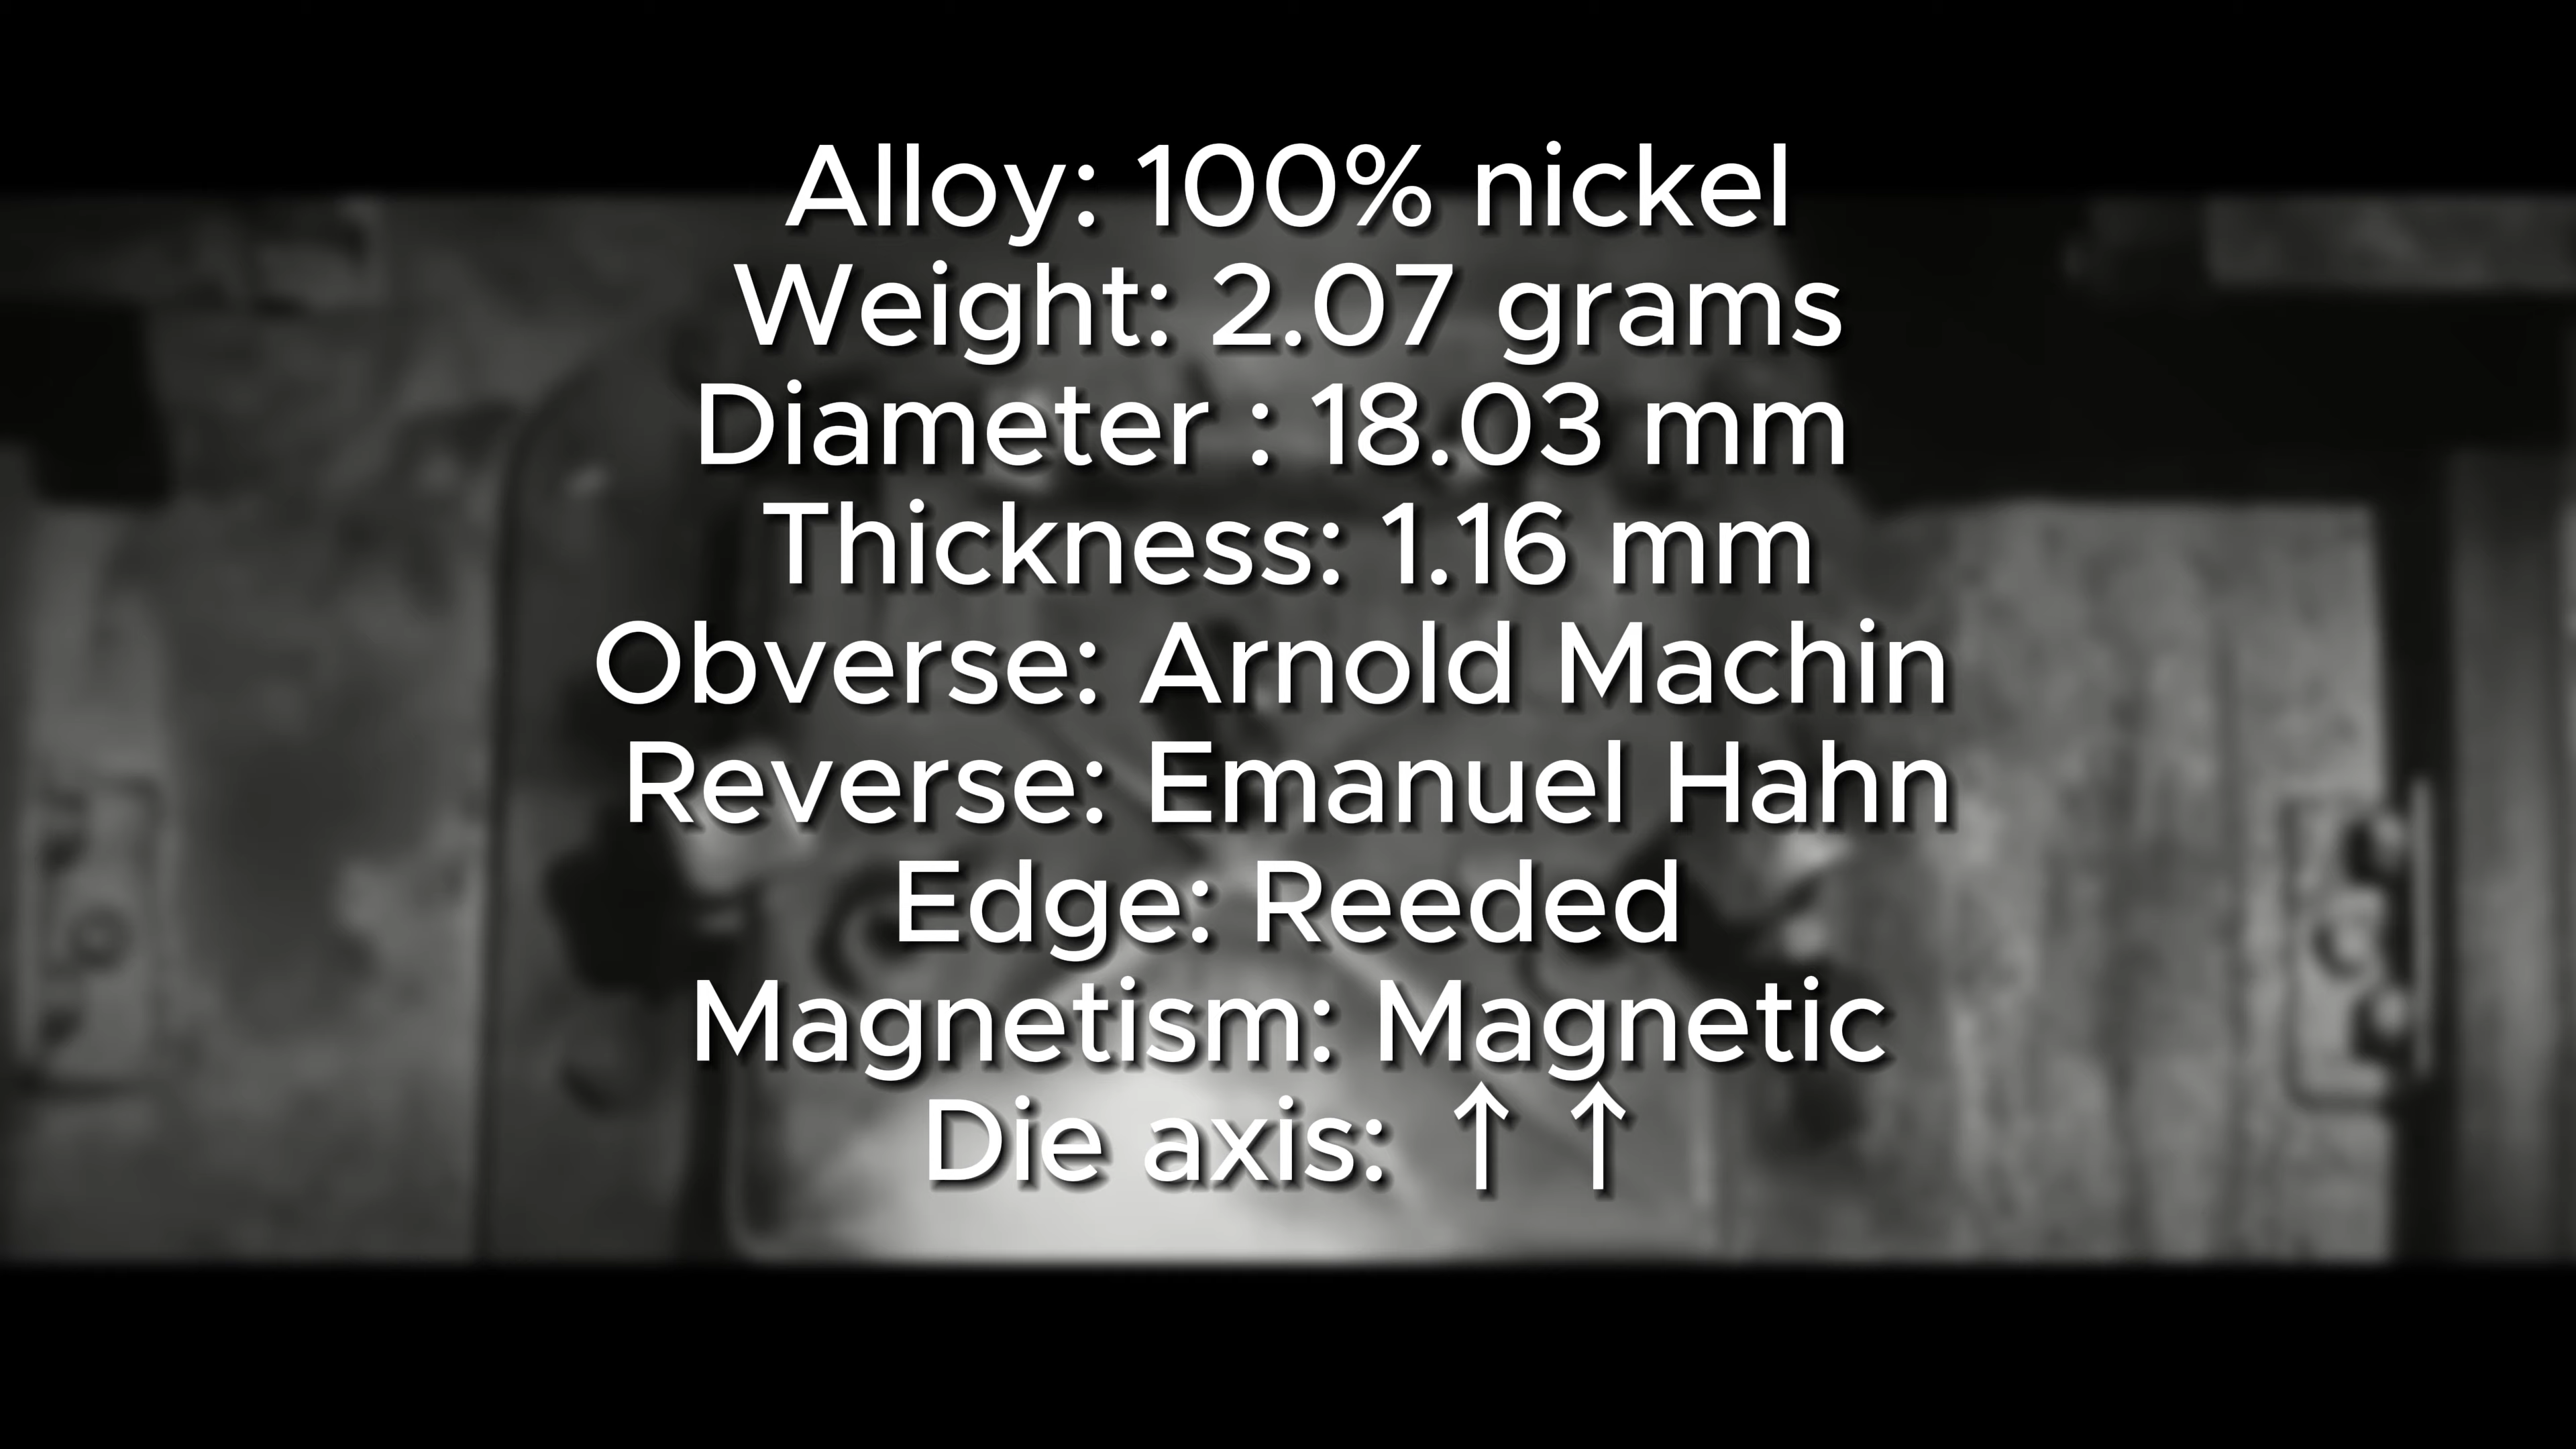 Alloy: 100% nickel
Weight: 2.07 grams
Diameter : 18.03 mm
Thickness: 1.16 mm
Obverse: Arnold Machin
Reverse: Emanuel Hahn
Edge: Reeded
Magnetism: Magnetic
Die axis: ↑ ↑